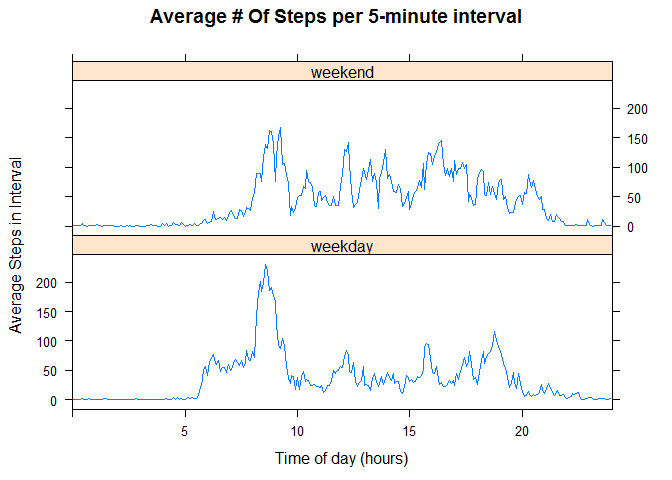 Average # Of Steps per 5-minute interval
weekend
200
150
100
50
0
weekday
200
150
100
50
0
Average Steps in Interval
5 10 15 20
Time of day (hours)